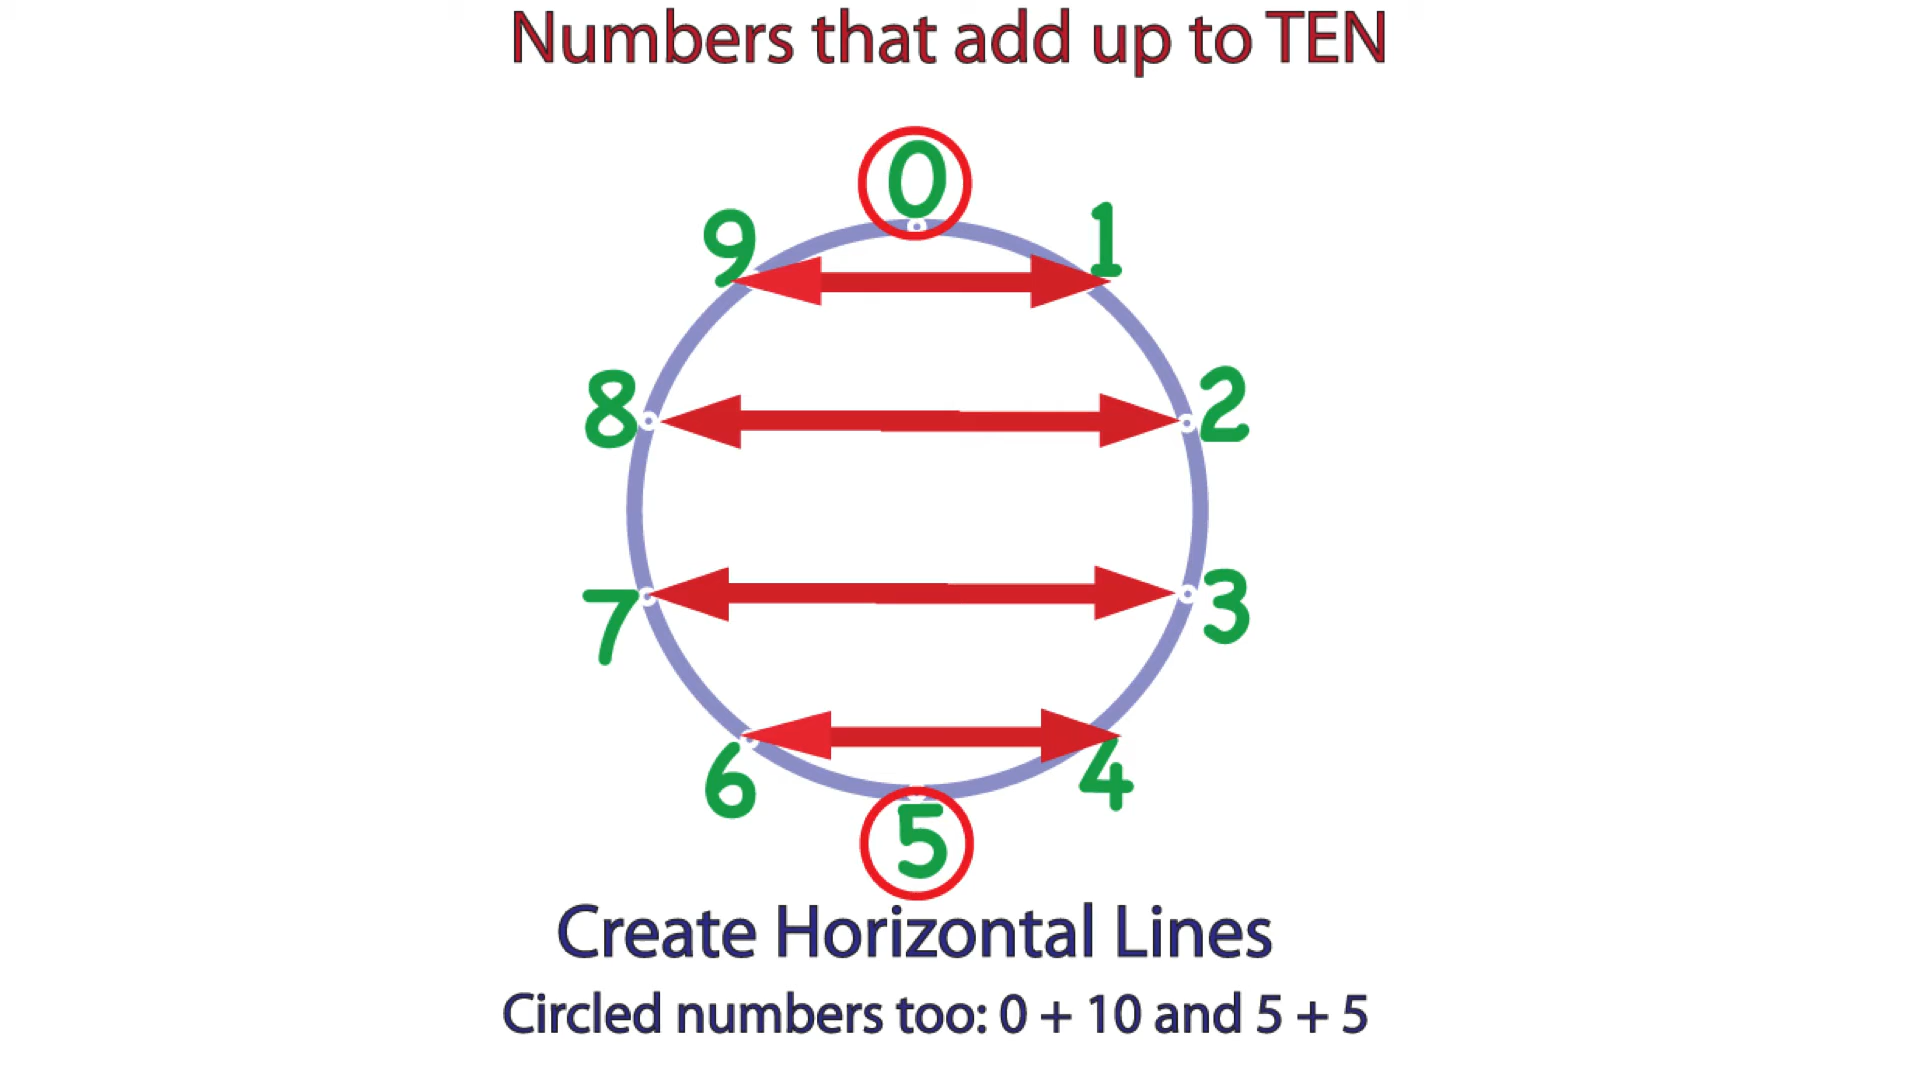 Numbers that add up to TEN
0
9 1
8 2
7 3
6 4
5
Create Horizontal Lines
Circled numbers too: 0 + 10 and 5 + 5